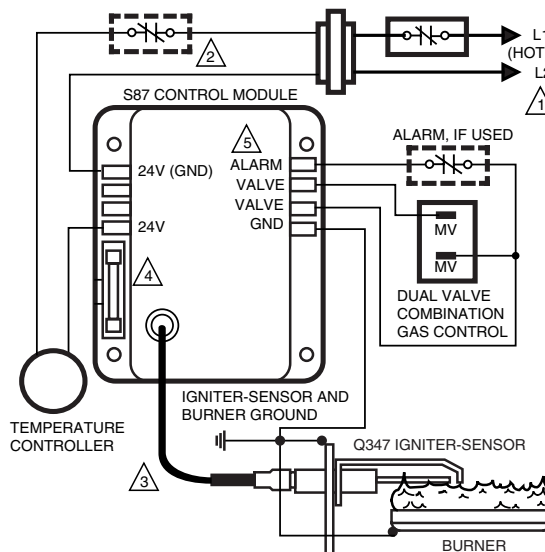 L1
(HOT
L2
2
1
S87 CONTROL MODULE
5
ALARM, IF USED
24V (GND)
ALARM
VALVE
VALVE
24V
GND
MV
MV
4
DUAL VALVE
COMBINATION
GAS CONTROL
TEMPERATURE
CONTROLLER
IGNITER-SENSOR AND
BURNER GROUND
3
Q347 IGNITER-SENSOR
BURNER